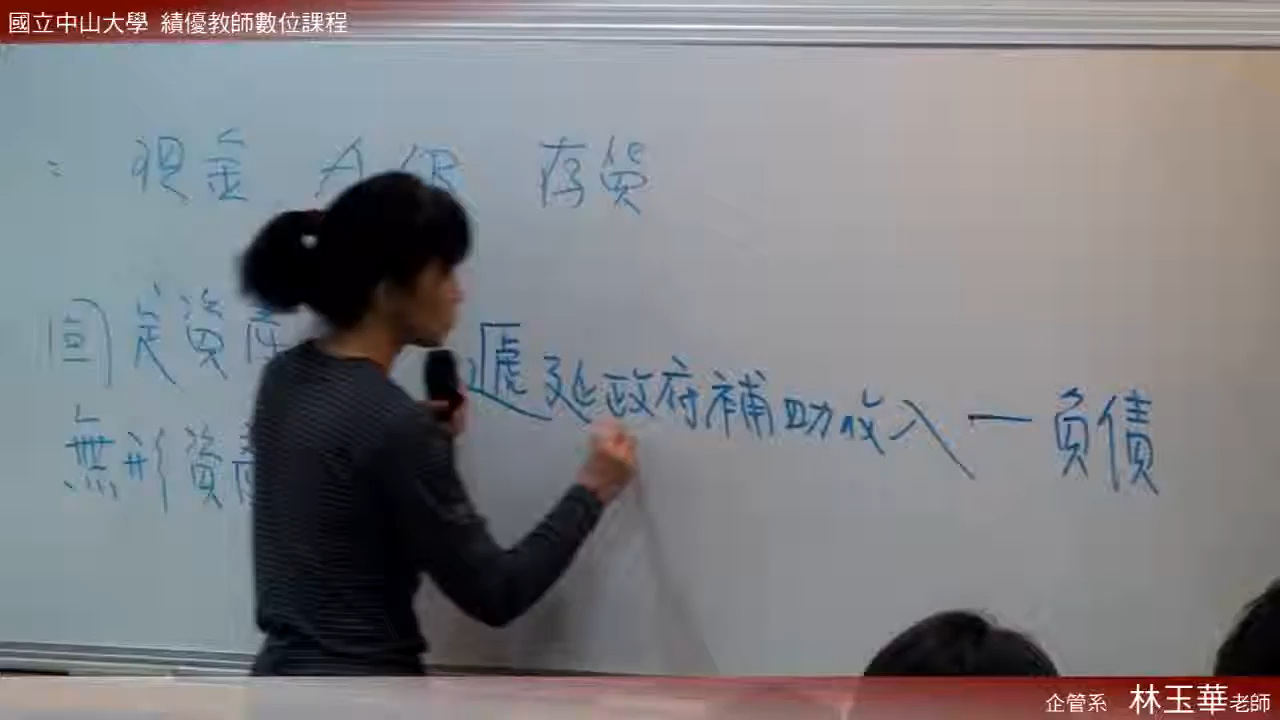 國立中山大學 績優教師數位課程
: 現金 A/R 存貨
固定資產
遞延政府補助收入一負債
無形資產
企管系 林玉華老師